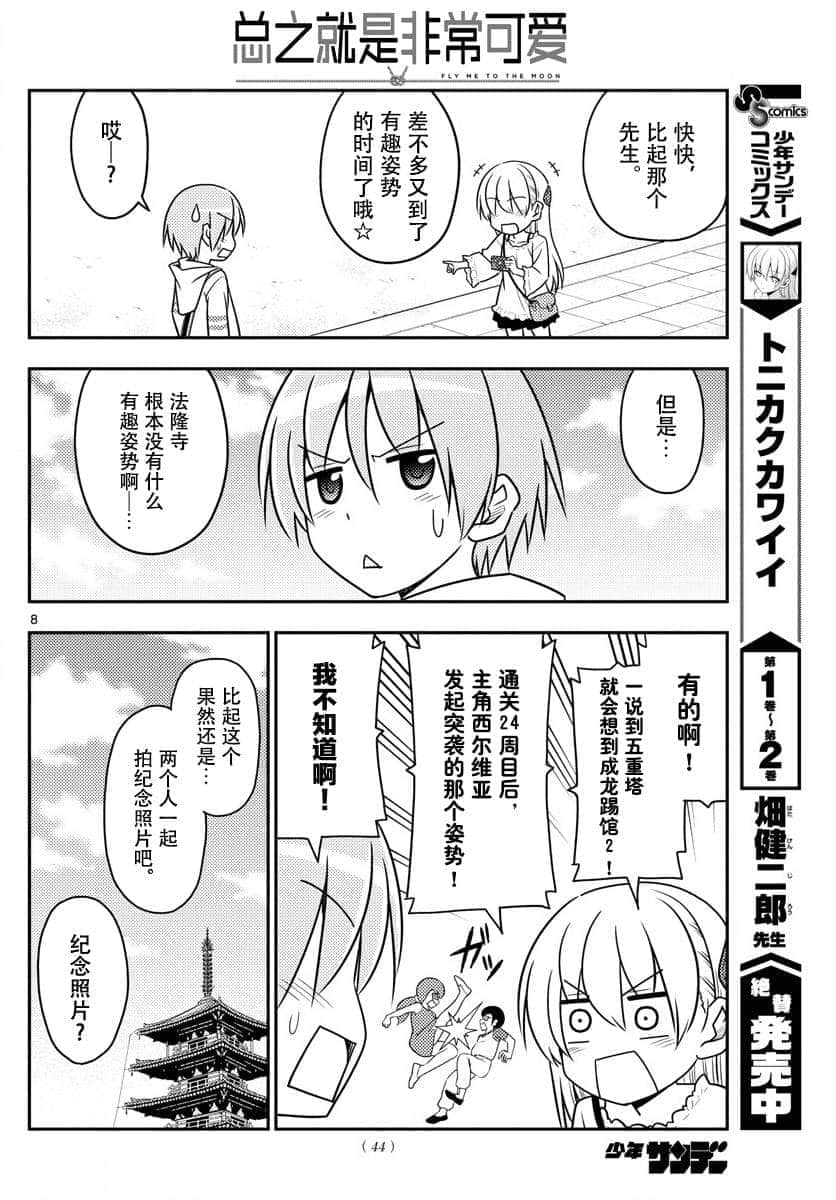 总之就是非常可爱
FLY ME TO THE MOON
快快，
比起那个
先生。
差不多又到了
有趣姿势
的时间了哦
☆
哎
—？
但是…
法隆寺
根本没有什么
有趣姿势啊
——…
有的啊！
一说到五重塔
就会想到成龙踢馆2！
通关24周目后，
主角西尔维亚
发起突袭的那个姿势！
我不知道啊！
ガッ
比起这个
果然还是…
两个人一起
拍纪念照片吧。
纪念照片？
8
(44)
少年サンデー
S S comics
少年サンデー
コミックス
トニカクカワイイ
第1巻～第2巻
畑健二郎先生
はた けん じ ろう
絶賛発売中